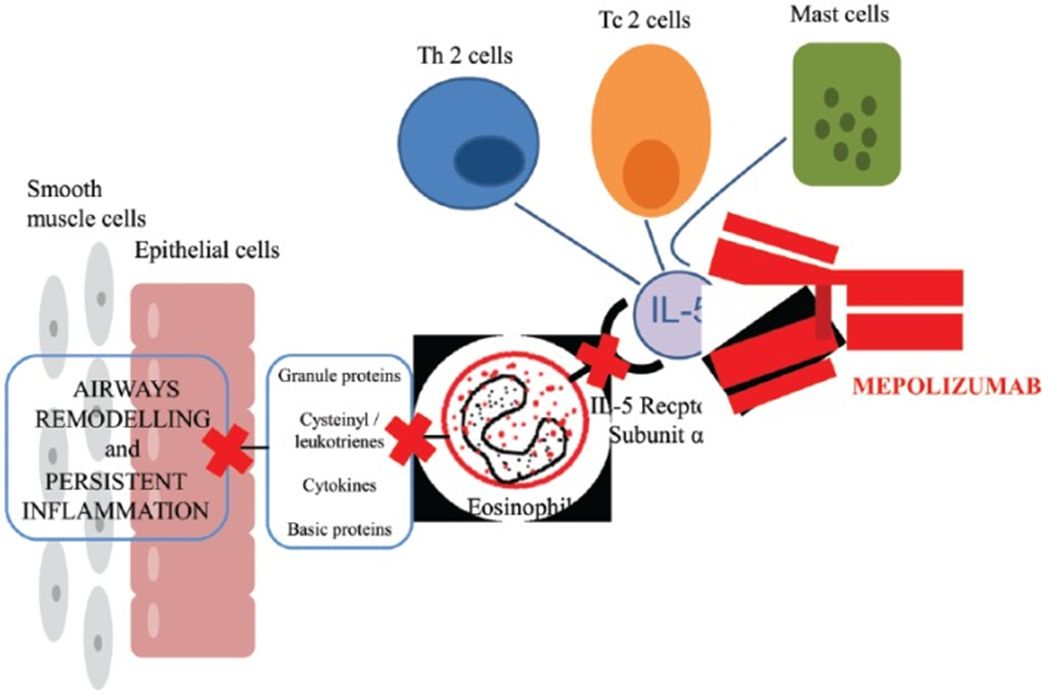 Mast cells
Tc 2 cells
Th 2 cells
Smooth
muscle cells
Epithelial cells
IL-5
MEPOLIZUMAB
AIRWAYS
REMODELLING
and
PERSISTENT
INFLAMMATION
Granule proteins
Cysteinyl /
leukotrienes
Cytokines
Basic proteins
IL-5 Recpto
Subunit α
Eosinophil